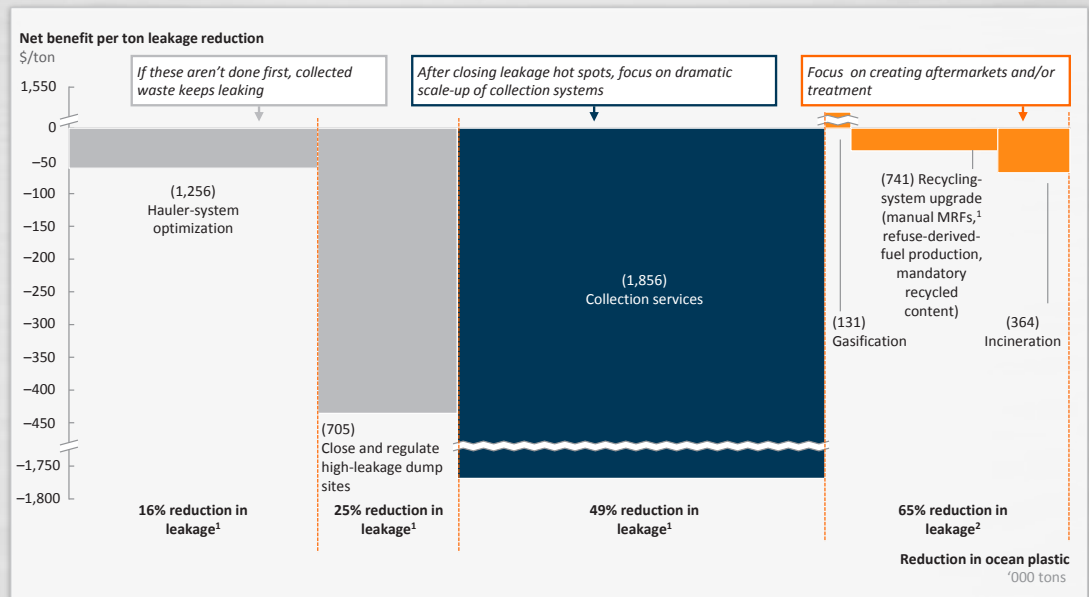 Net benefit per ton leakage reduction
$/ton
If these aren’t done first, collected
waste keeps leaking
After closing leakage hot spots, focus on dramatic
scale-up of collection systems
Focus on creating aftermarkets and/or
treatment
1,550
0
–50
–100
–150
–200
–250
–300
–350
–400
–450
–1,750
–1,800
(1,256)
Hauler-system
optimization
(705)
Close and regulate
high-leakage dump
sites
(1,856)
Collection services
(131)
Gasification
(741) Recycling-
system upgrade
(manual MRFs,¹
refuse-derived-
fuel production,
mandatory
recycled
content)
(364)
Incineration
16% reduction in
leakage¹
25% reduction in
leakage¹
49% reduction in
leakage¹
65% reduction in
leakage²
Reduction in ocean plastic
‘000 tons